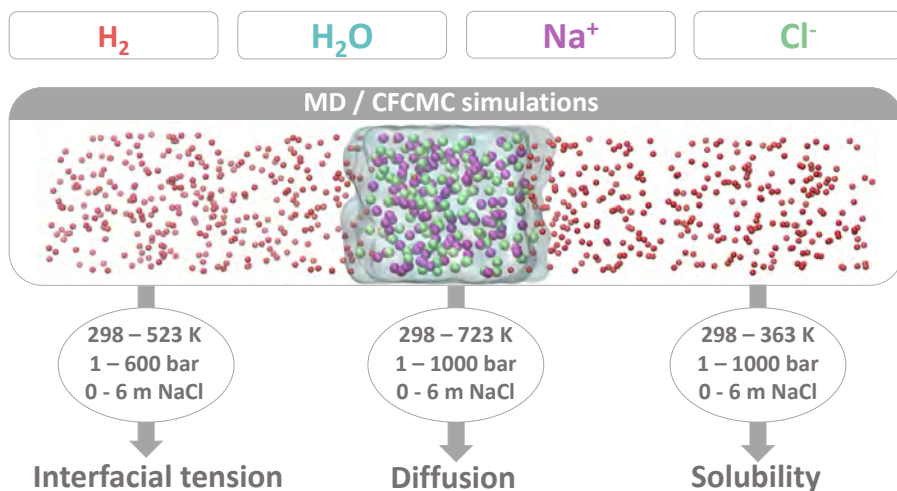 H₂
H₂O
Na⁺
Cl⁻
MD / CFCMC simulations
298 – 523 K
1 – 600 bar
0 - 6 m NaCl
298 – 723 K
1 – 1000 bar
0 - 6 m NaCl
298 – 363 K
1 – 1000 bar
0 - 6 m NaCl
Interfacial tension
Diffusion
Solubility